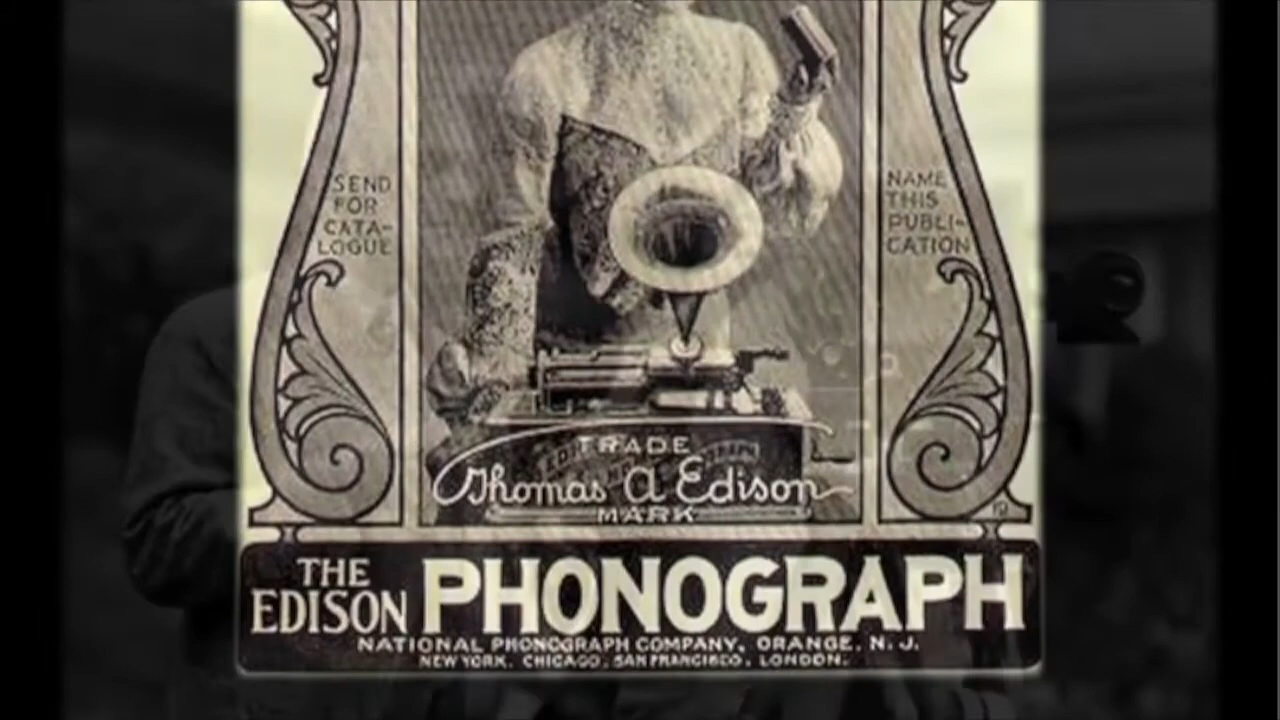 SEND
FOR
CATA-
LOGUE
NAME
THIS
PUBLI-
CATION
TRADE
Thomas A Edison
MARK
THE
EDISON
PHONOGRAPH
NATIONAL PHONOGRAPH COMPANY, ORANGE, N. J.
NEW YORK. CHICAGO. SAN FRANCISCO. LONDON.